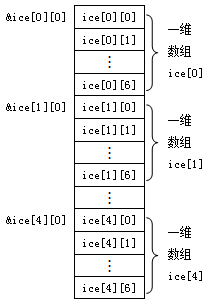 &ice[0][0]
ice[0][0]
ice[0][1]
⋮
ice[0][6]
一维
数组
ice[0]
&ice[1][0]
ice[1][0]
ice[1][1]
⋮
ice[1][6]
一维
数组
ice[1]
⋮
&ice[4][0]
ice[4][0]
ice[4][1]
⋮
ice[4][6]
一维
数组
ice[4]